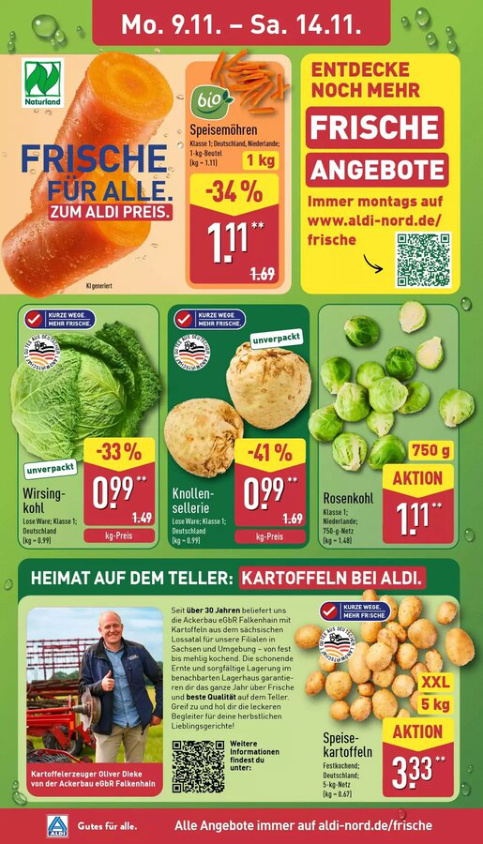 Mo. 9.11. – Sa. 14.11.
Naturland
FRISCHE
FÜR ALLE.
ZUM ALDI PREIS.
KI generiert
bio
Speisemöhren
Klasse 1; Deutschland, Niederlande;
1-kg-Beutel
(kg = 1.11)
1 kg
-34 %
1.11**
1.69
ENTDECKE
NOCH MEHR
FRISCHE
ANGEBOTE
Immer montags auf
www.aldi-nord.de/
frische
KURZE WEGE.
MEHR FRISCHE.
unverpackt
Wirsing-
kohl
Lose Ware; Klasse 1;
Deutschland
(kg = 0.99)
-33 %
0.99**
1.49
kg-Preis
KURZE WEGE.
MEHR FRISCHE.
unverpackt
Knollen-
sellerie
Lose Ware; Klasse 1;
Deutschland
(kg = 0.99)
-41 %
0.99**
1.69
kg-Preis
Rosenkohl
Klasse 1;
Niederlande;
750-g-Netz
(kg = 1.48)
750 g
AKTION
1.11**
HEIMAT AUF DEM TELLER: KARTOFFELN BEI ALDI.
Seit über 30 Jahren beliefert uns
die Ackerbau eGbR Falkenhain mit
Kartoffeln aus dem sächsischen
Lossatal für unsere Filialen in
Sachsen und Umgebung – von fest
bis mehlig kochend. Die schonende
Ernte und sorgfältige Lagerung im
benachbarten Lagerhaus garantie-
ren dir das ganze Jahr über Frische
und beste Qualität auf dem Teller.
Greif zu und hol dir die leckeren
Begleiter für deine herbstlichen
Lieblingsgerichte!
Weitere
Informationen
findest du
unter:
Kartoffelerzeuger Oliver Dieke
von der Ackerbau eGbR Falkenhain
KURZE WEGE.
MEHR FRISCHE.
XXL
5 kg
Speise-
kartoffeln
Festkochend;
Deutschland;
5-kg-Netz
(kg = 0.67)
AKTION
3.33**
ALDI
Gutes für alle.
Alle Angebote immer auf aldi-nord.de/frische